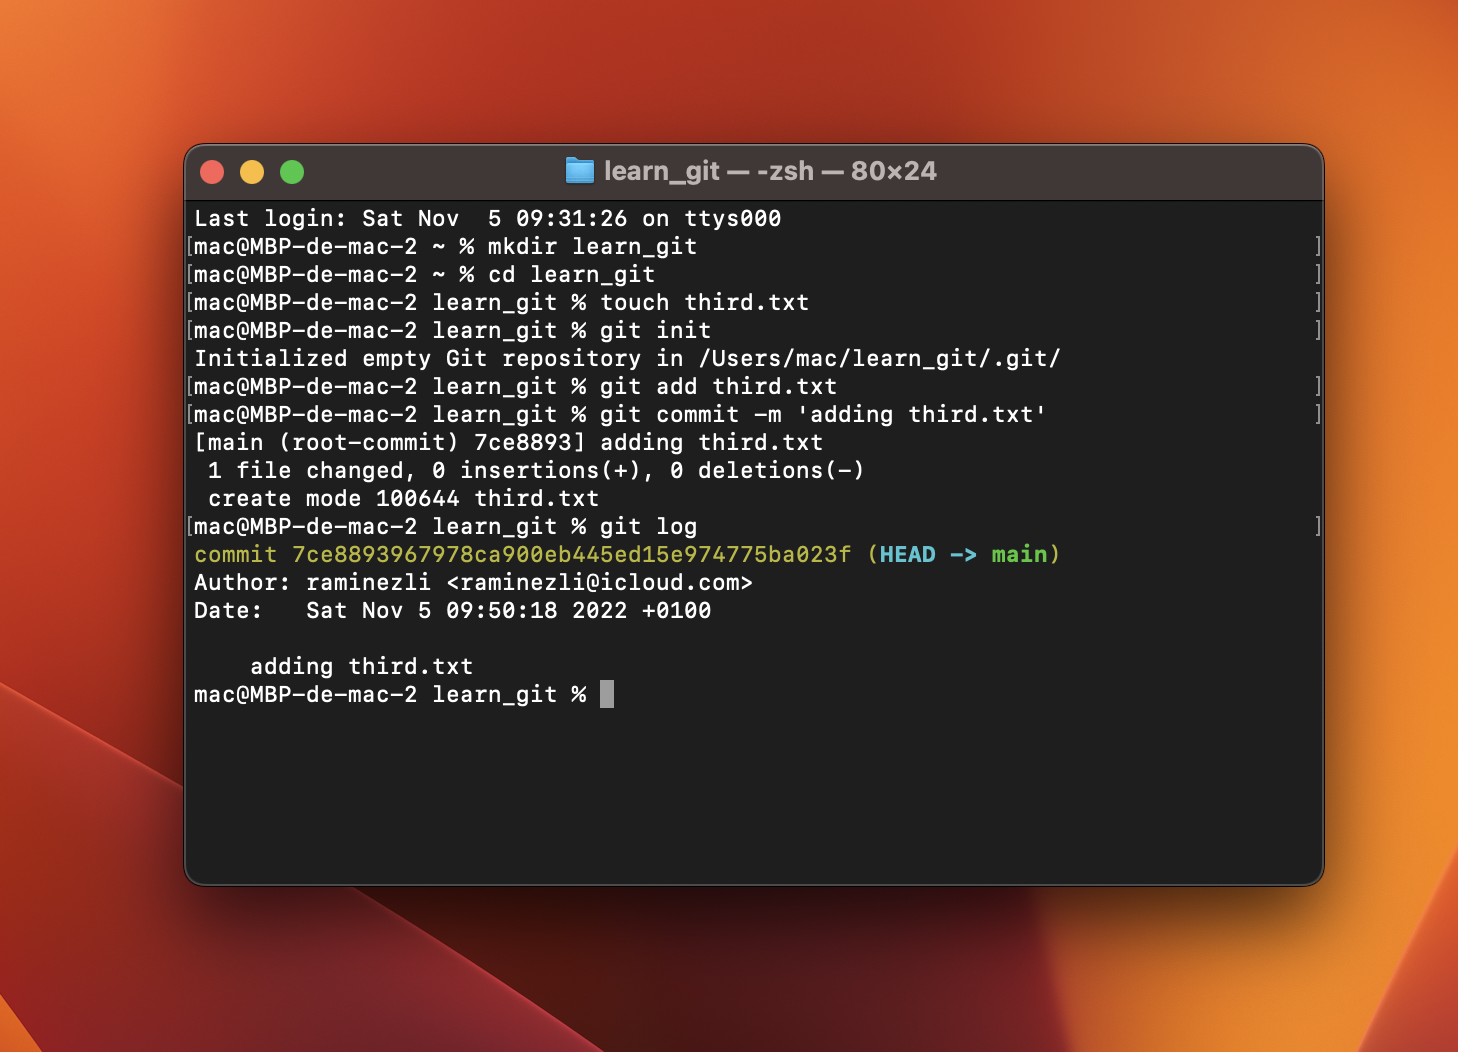 learn_git — -zsh — 80×24
Last login: Sat Nov  5 09:31:26 on ttys000
[mac@MBP-de-mac-2 ~ % mkdir learn_git ]
[mac@MBP-de-mac-2 ~ % cd learn_git ]
[mac@MBP-de-mac-2 learn_git % touch third.txt ]
[mac@MBP-de-mac-2 learn_git % git init ]
Initialized empty Git repository in /Users/mac/learn_git/.git/
[mac@MBP-de-mac-2 learn_git % git add third.txt ]
[mac@MBP-de-mac-2 learn_git % git commit -m 'adding third.txt' ]
[main (root-commit) 7ce8893] adding third.txt
 1 file changed, 0 insertions(+), 0 deletions(-)
 create mode 100644 third.txt
[mac@MBP-de-mac-2 learn_git % git log ]
commit 7ce8893967978ca900eb445ed15e974775ba023f (HEAD -> main)
Author: raminezli <raminezli@icloud.com>
Date:   Sat Nov 5 09:50:18 2022 +0100
    adding third.txt
mac@MBP-de-mac-2 learn_git %